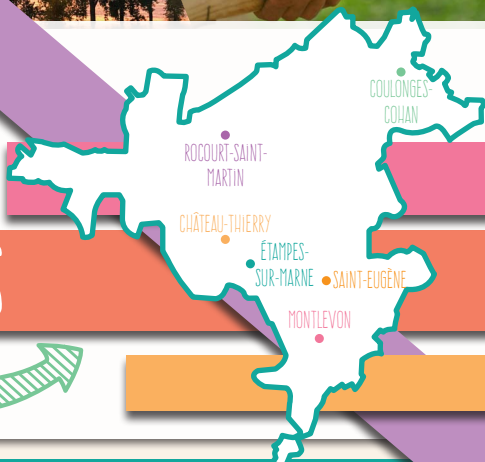 COULONGES-
COHAN
ROCOURT-SAINT-
MARTIN
CHÂTEAU-THIERRY
ÉTAMPES-
SUR-MARNE
SAINT-EUGÈNE
MONTLEVON